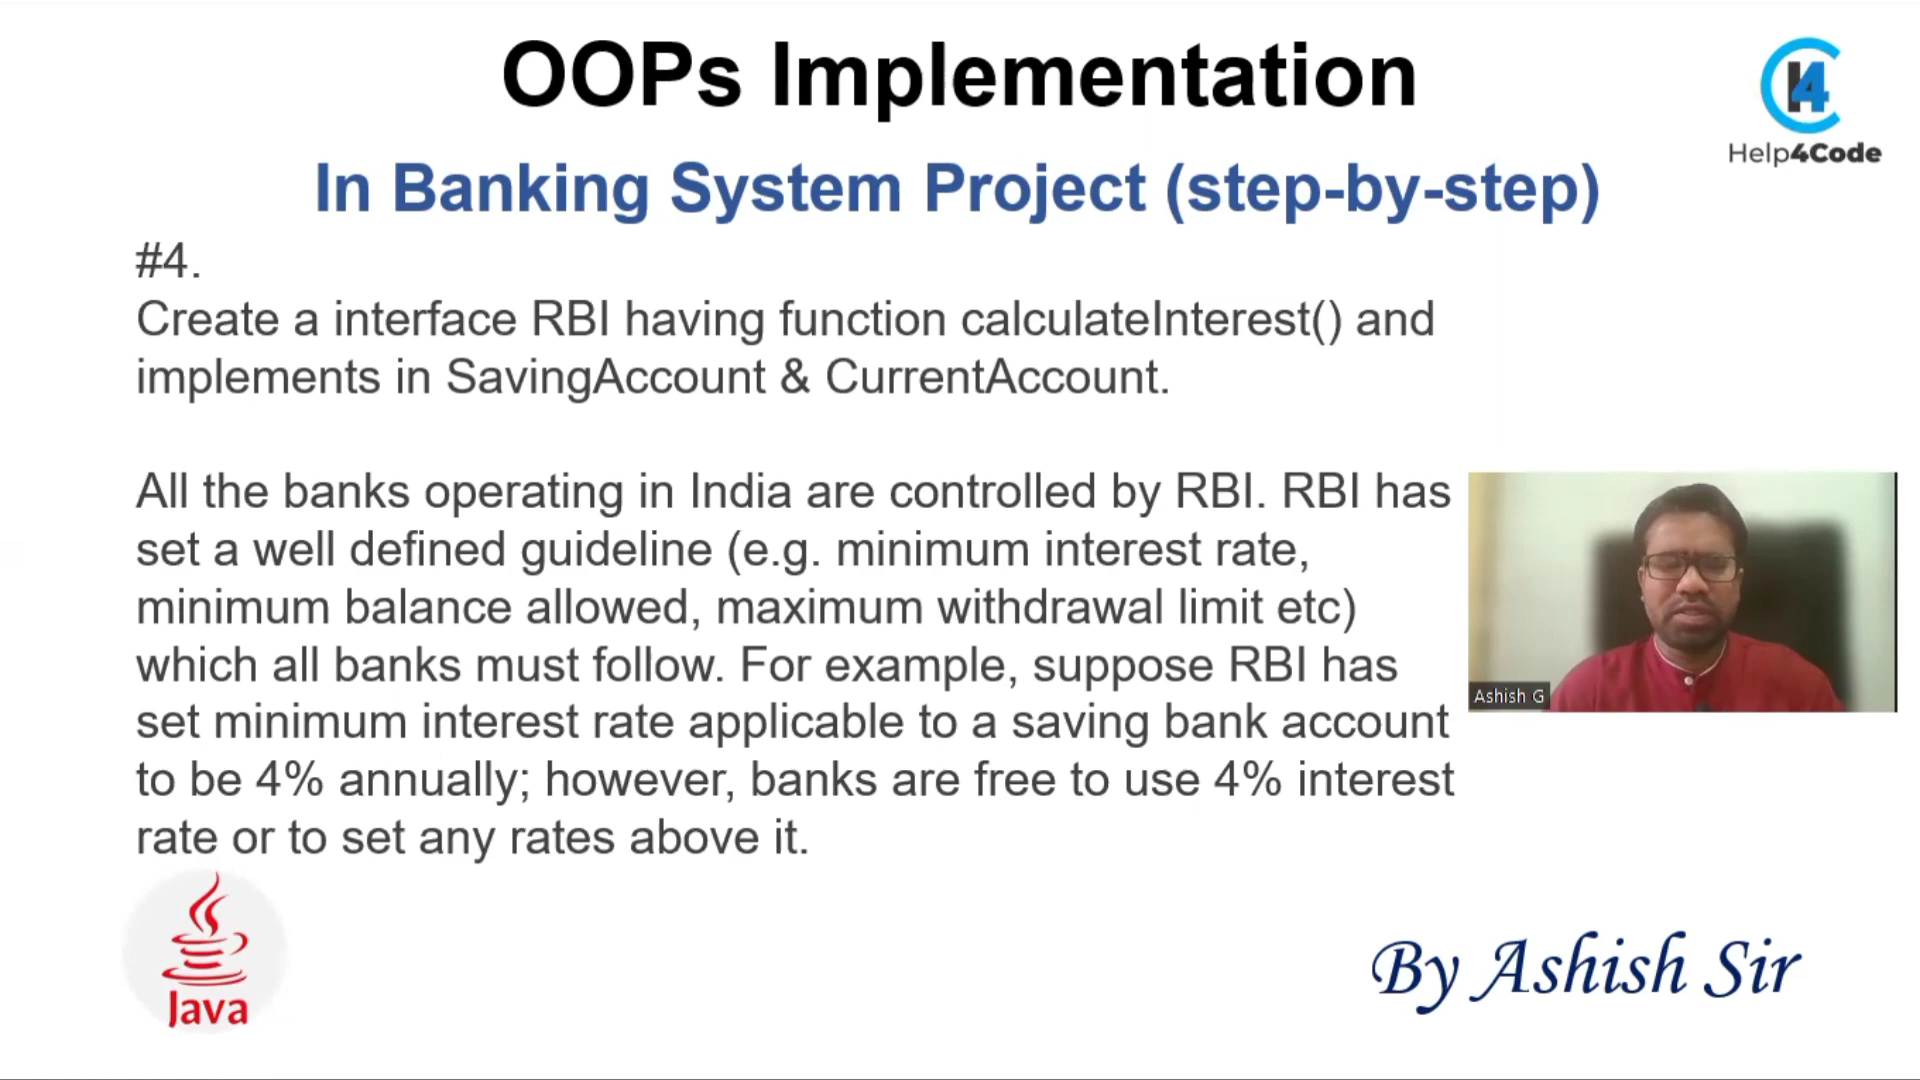 OOPs Implementation
In Banking System Project (step-by-step)
Help4Code
#4.
Create a interface RBI having function calculateInterest() and
implements in SavingAccount & CurrentAccount.
All the banks operating in India are controlled by RBI. RBI has
set a well defined guideline (e.g. minimum interest rate,
minimum balance allowed, maximum withdrawal limit etc)
which all banks must follow. For example, suppose RBI has
set minimum interest rate applicable to a saving bank account
to be 4% annually; however, banks are free to use 4% interest
rate or to set any rates above it.
Ashish G
Java
By Ashish Sir